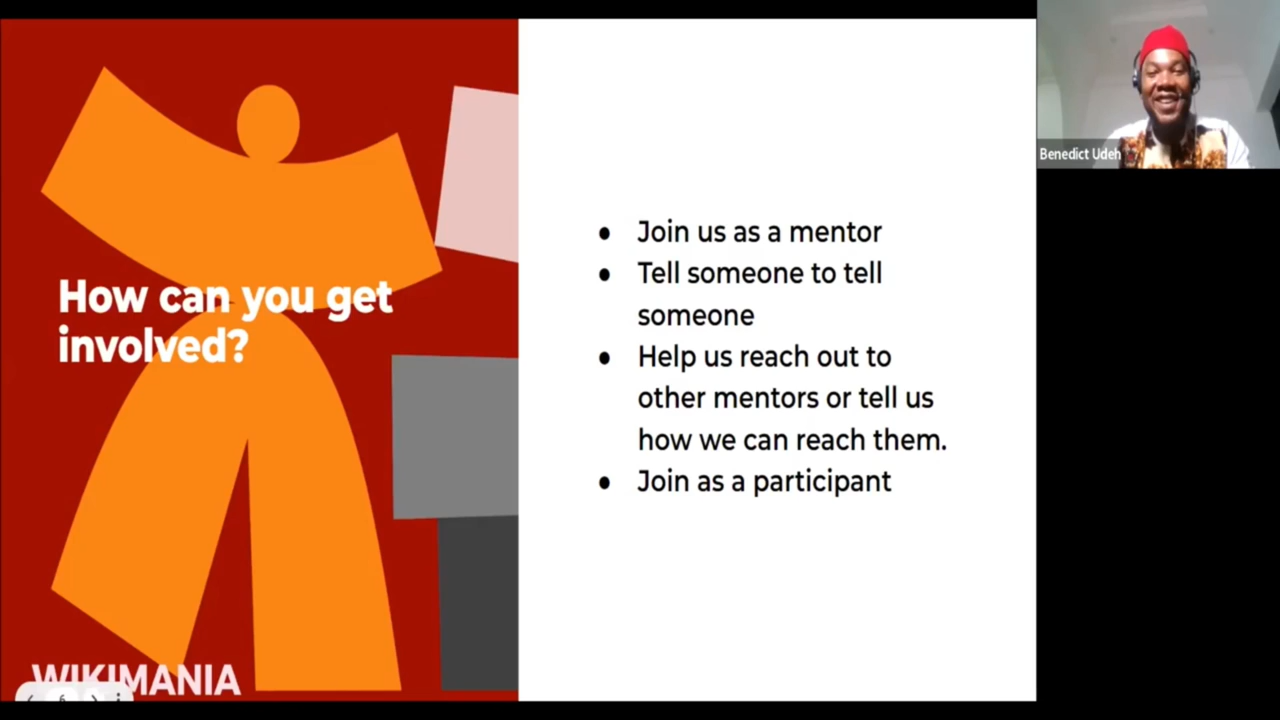 How can you get
involved?
• Join us as a mentor
• Tell someone to tell
someone
• Help us reach out to
other mentors or tell us
how we can reach them.
• Join as a participant
WIKIMANIA
6
Benedict Udeh